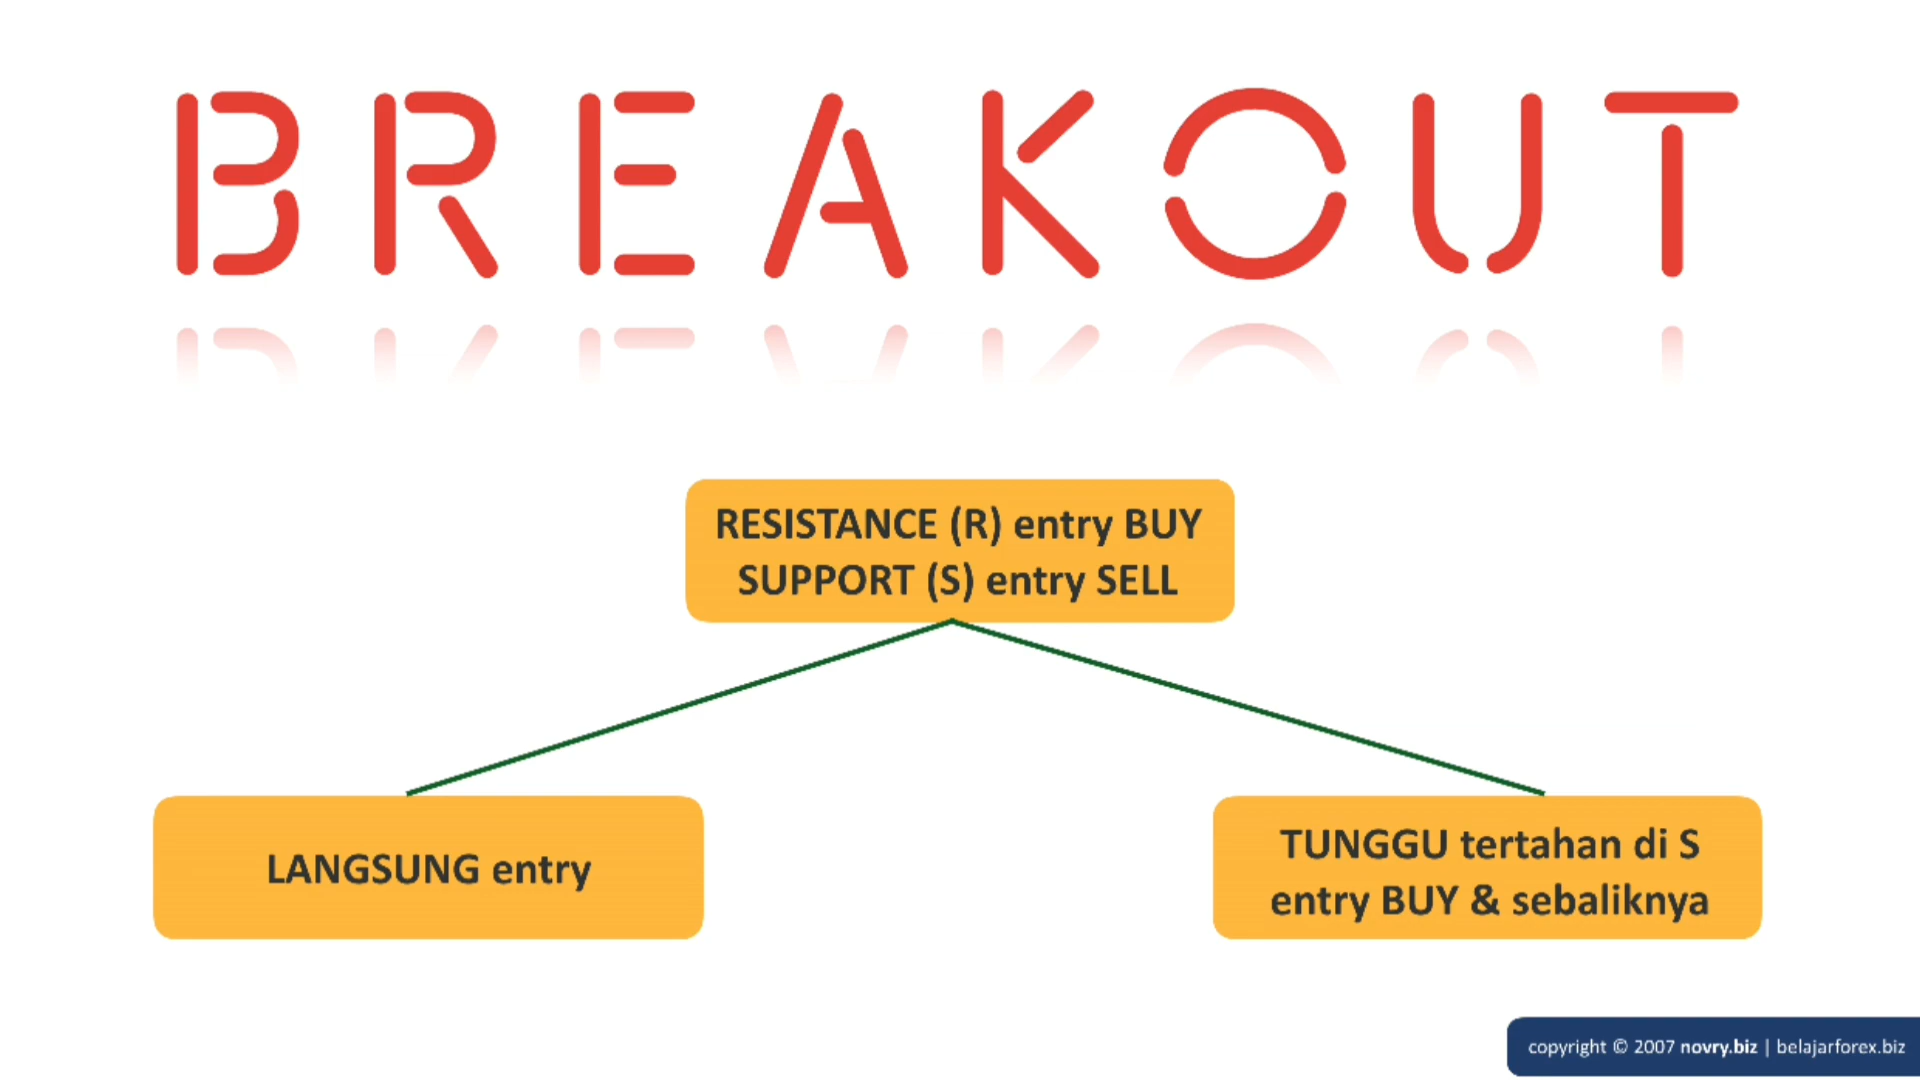 BREAKOUT
RESISTANCE (R) entry BUY
SUPPORT (S) entry SELL
LANGSUNG entry
TUNGGU tertahan di S
entry BUY & sebaliknya
copyright © 2007 novry.biz | belajarforex.biz